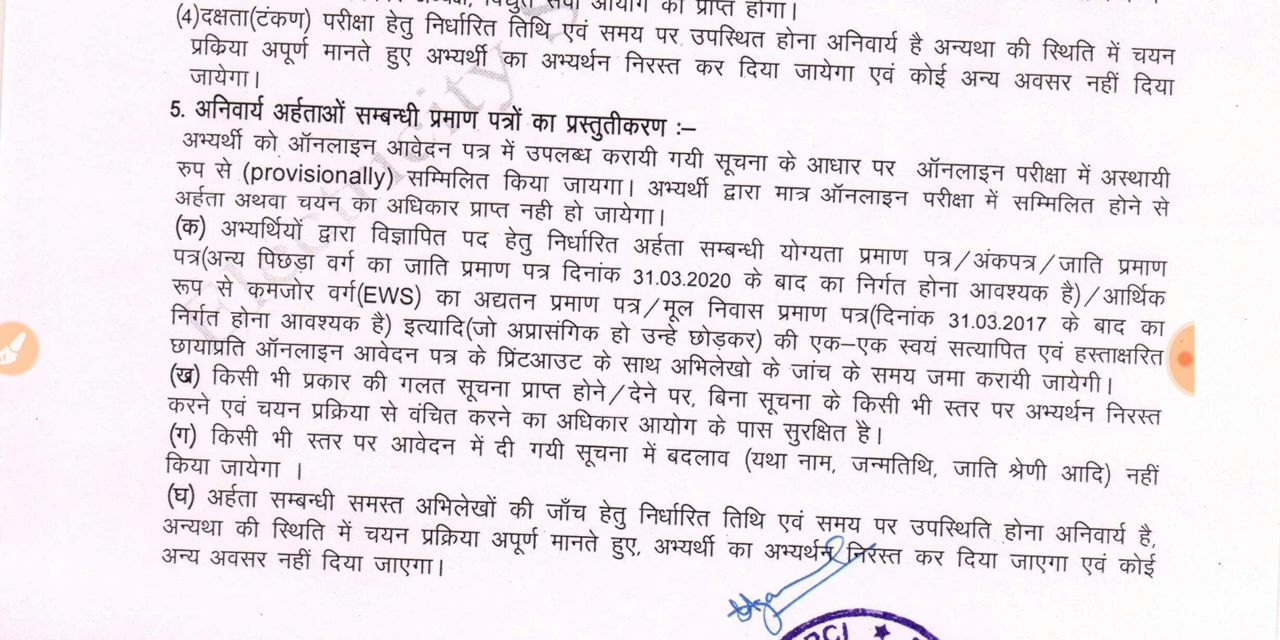 विद्युत सेवा आयोग को प्राप्त होगा।
(4)दक्षता(टंकण) परीक्षा हेतु निर्धारित तिथि एवं समय पर उपस्थित होना अनिवार्य है अन्यथा की स्थिति में चयन
प्रक्रिया अपूर्ण मानते हुए अभ्यर्थी का अभ्यर्थन निरस्त कर दिया जायेगा एवं कोई अन्य अवसर नहीं दिया
जायेगा।
5. अनिवार्य अर्हताओं सम्बन्धी प्रमाण पत्रों का प्रस्तुतीकरण :–
अभ्यर्थी को ऑनलाइन आवेदन पत्र में उपलब्ध करायी गयी सूचना के आधार पर ऑनलाइन परीक्षा में अस्थायी
रुप से (provisionally) सम्मिलित किया जायगा। अभ्यर्थी द्वारा मात्र ऑनलाइन परीक्षा में सम्मिलित होने से
अर्हता अथवा चयन का अधिकार प्राप्त नही हो जायेगा।
(क) अभ्यर्थियों द्वारा विज्ञापित पद हेतु निर्धारित अर्हता सम्बन्धी योग्यता प्रमाण पत्र/अंकपत्र/जाति प्रमाण
पत्र(अन्य पिछड़ा वर्ग का जाति प्रमाण पत्र दिनांक 31.03.2020 के बाद का निर्गत होना आवश्यक है)/आर्थिक
रूप से कमजोर वर्ग(EWS) का अद्यतन प्रमाण पत्र/मूल निवास प्रमाण पत्र(दिनांक 31.03.2017 के बाद का
निर्गत होना आवश्यक है) इत्यादि(जो अप्रासंगिक हो उन्हे छोड़कर) की एक–एक स्वयं सत्यापित एवं हस्ताक्षरित
छायाप्रति ऑनलाइन आवेदन पत्र के प्रिंटआउट के साथ अभिलेखो के जांच के समय जमा करायी जायेगी।
(ख) किसी भी प्रकार की गलत सूचना प्राप्त होने/देने पर, बिना सूचना के किसी भी स्तर पर अभ्यर्थन निरस्त
करने एवं चयन प्रक्रिया से वंचित करने का अधिकार आयोग के पास सुरक्षित है।
(ग) किसी भी स्तर पर आवेदन में दी गयी सूचना में बदलाव (यथा नाम, जन्मतिथि, जाति श्रेणी आदि) नहीं
किया जायेगा ।
(घ) अर्हता सम्बन्धी समस्त अभिलेखों की जाँच हेतु निर्धारित तिथि एवं समय पर उपस्थिति होना अनिवार्य है,
अन्यथा की स्थिति में चयन प्रक्रिया अपूर्ण मानते हुए, अभ्यर्थी का अभ्यर्थन निरस्त कर दिया जाएगा एवं कोई
अन्य अवसर नहीं दिया जाएगा।
Electricity